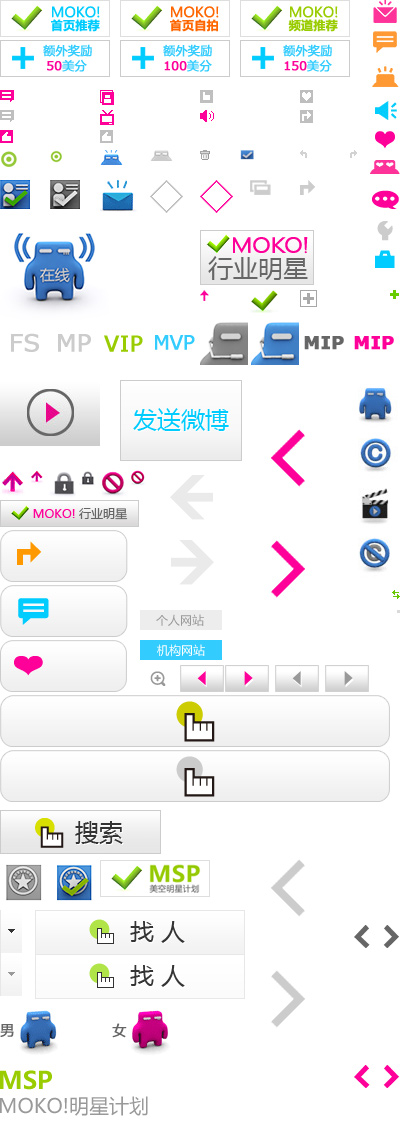 MOKO!
首页推荐
MOKO!
首页自拍
MOKO!
频道推荐
额外奖励
50美分
额外奖励
100美分
额外奖励
150美分
在线
MOKO!
行业明星
FS MP VIP MVP MIP MIP
发送微博
MOKO! 行业明星
个人网站
机构网站
搜索
MSP
美空明星计划
找人
找人
男
女
MSP
MOKO!明星计划